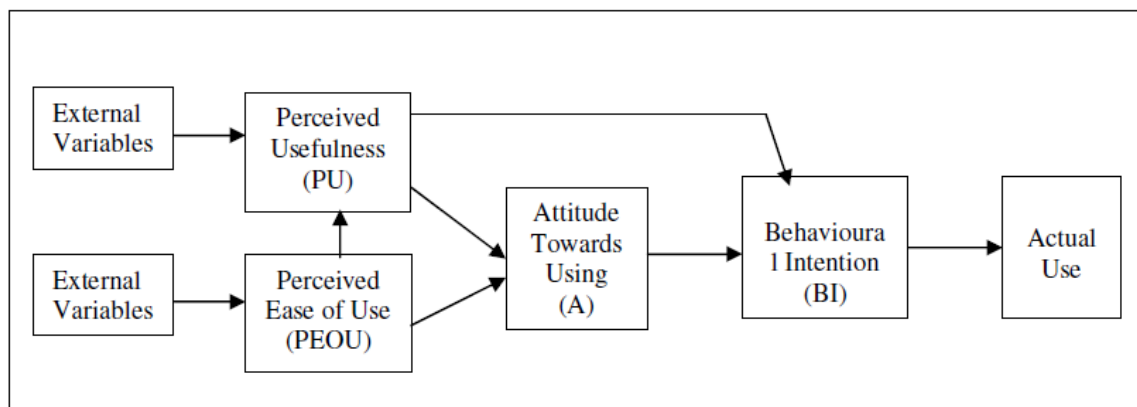 External
Variables
Perceived
Usefulness
(PU)
External
Variables
Perceived
Ease of Use
(PEOU)
Attitude
Towards
Using
(A)
Behavioura
l Intention
(BI)
Actual
Use